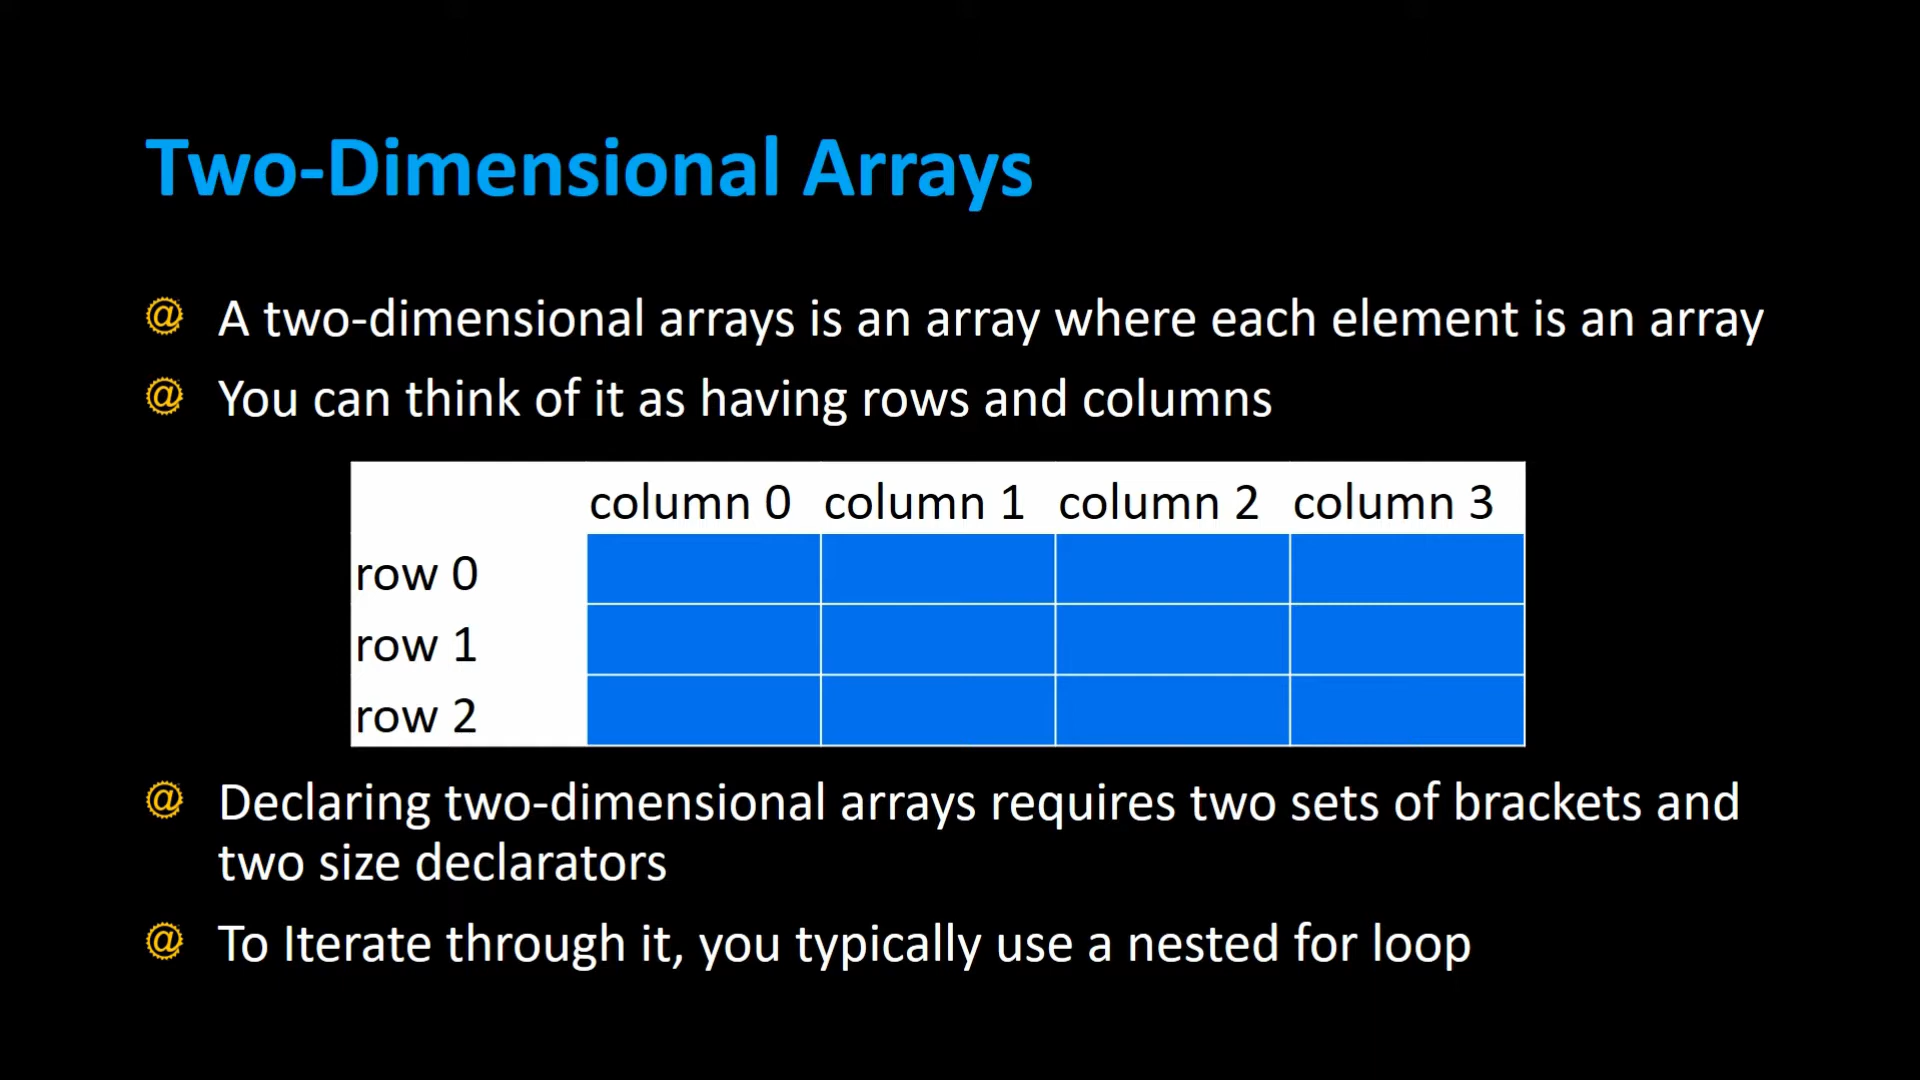 Two-Dimensional Arrays
@ A two-dimensional arrays is an array where each element is an array
@ You can think of it as having rows and columns
column 0 column 1 column 2 column 3
row 0
row 1
row 2
@ Declaring two-dimensional arrays requires two sets of brackets and
two size declarators
@ To Iterate through it, you typically use a nested for loop